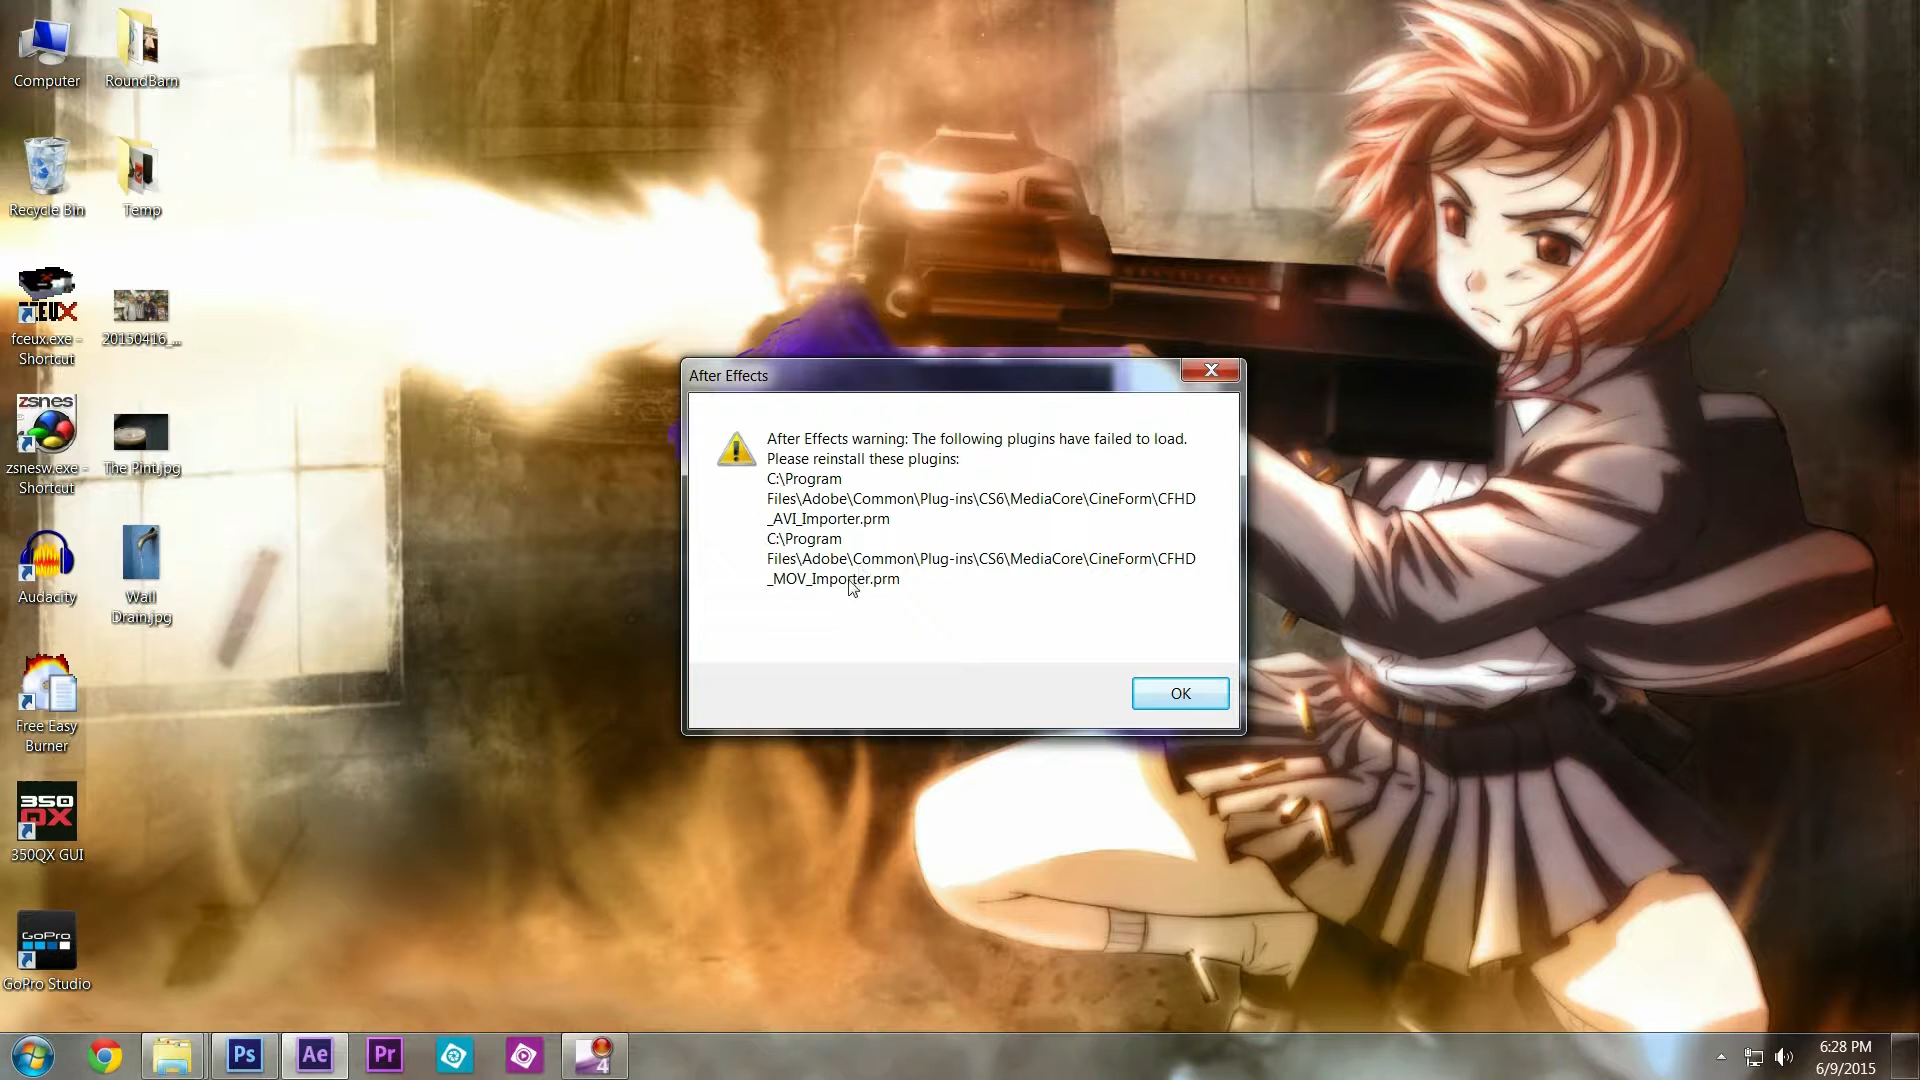 Computer
RoundBarn
Recycle Bin
Temp
fceux.exe -
Shortcut
20150416_...
zsnes
zsnesw.exe -
Shortcut
The Pint.jpg
Audacity
Wall
Drain.jpg
Free Easy
Burner
350
QX
350QX GUI
GoPro
GoPro Studio
After Effects
After Effects warning: The following plugins have failed to load.
Please reinstall these plugins:
C:\Program
Files\Adobe\Common\Plug-ins\CS6\MediaCore\CineForm\CFHD
_AVI_Importer.prm
C:\Program
Files\Adobe\Common\Plug-ins\CS6\MediaCore\CineForm\CFHD
_MOV_Importer.prm
OK
Ps
Ae
Pr
4
6:28 PM
6/9/2015